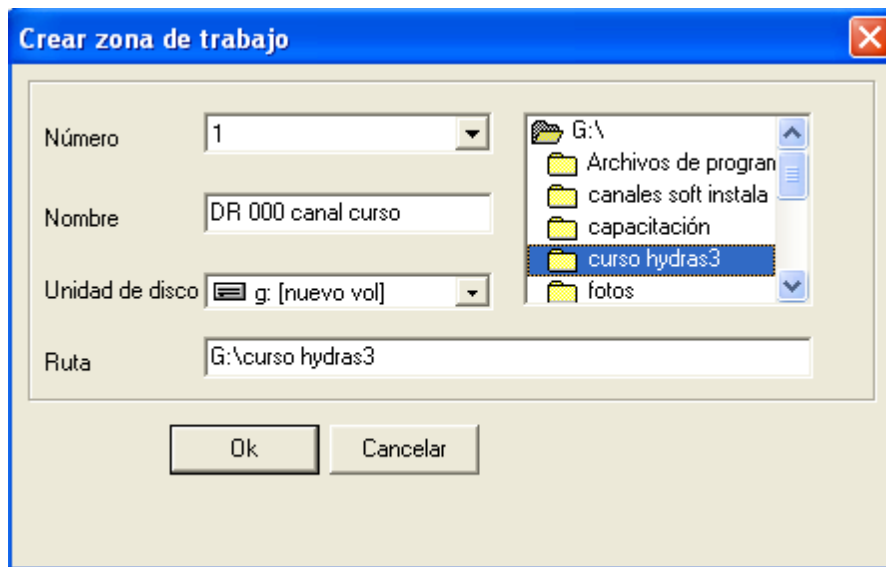 Crear zona de trabajo
Número
1
Nombre
DR 000 canal curso
Unidad de disco
g: [nuevo vol]
Ruta
G:\curso hydras3
G:\
Archivos de progran
canales soft instala
capacitación
curso hydras3
fotos
Ok
Cancelar